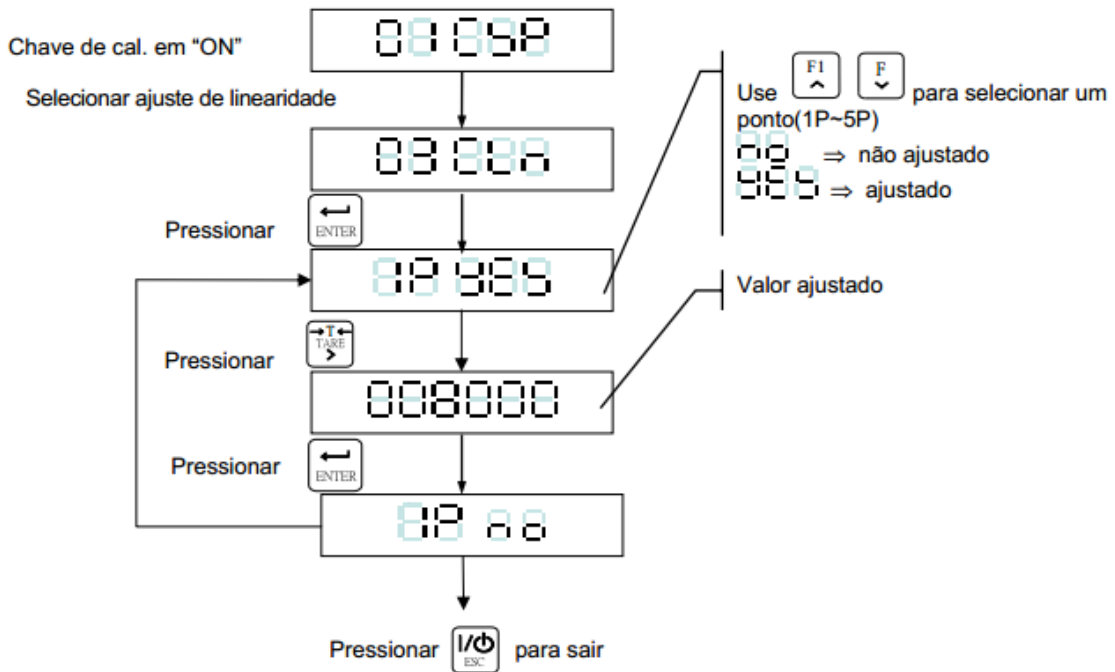 01CSP
Chave de cal. em “ON”
Selecionar ajuste de linearidade
03CLn
Pressionar
ENTER
1P YES
Pressionar
T
TARE
008000
Pressionar
ENTER
1P no
Pressionar I/⏻ ESC para sair
Use F1 F para selecionar um
ponto(1P~5P)
no ⇒ não ajustado
YES ⇒ ajustado
Valor ajustado